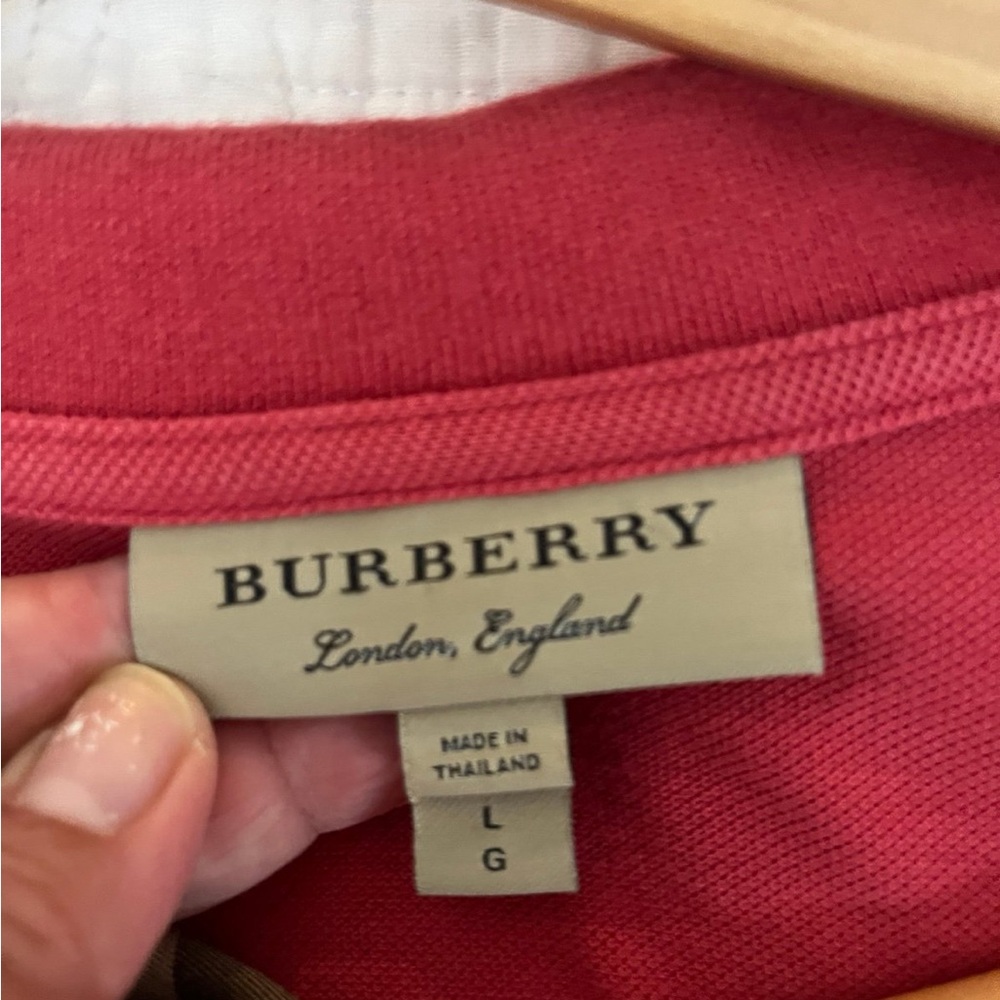 BURBERRY
London, England
MADE IN
THAILAND
L
G